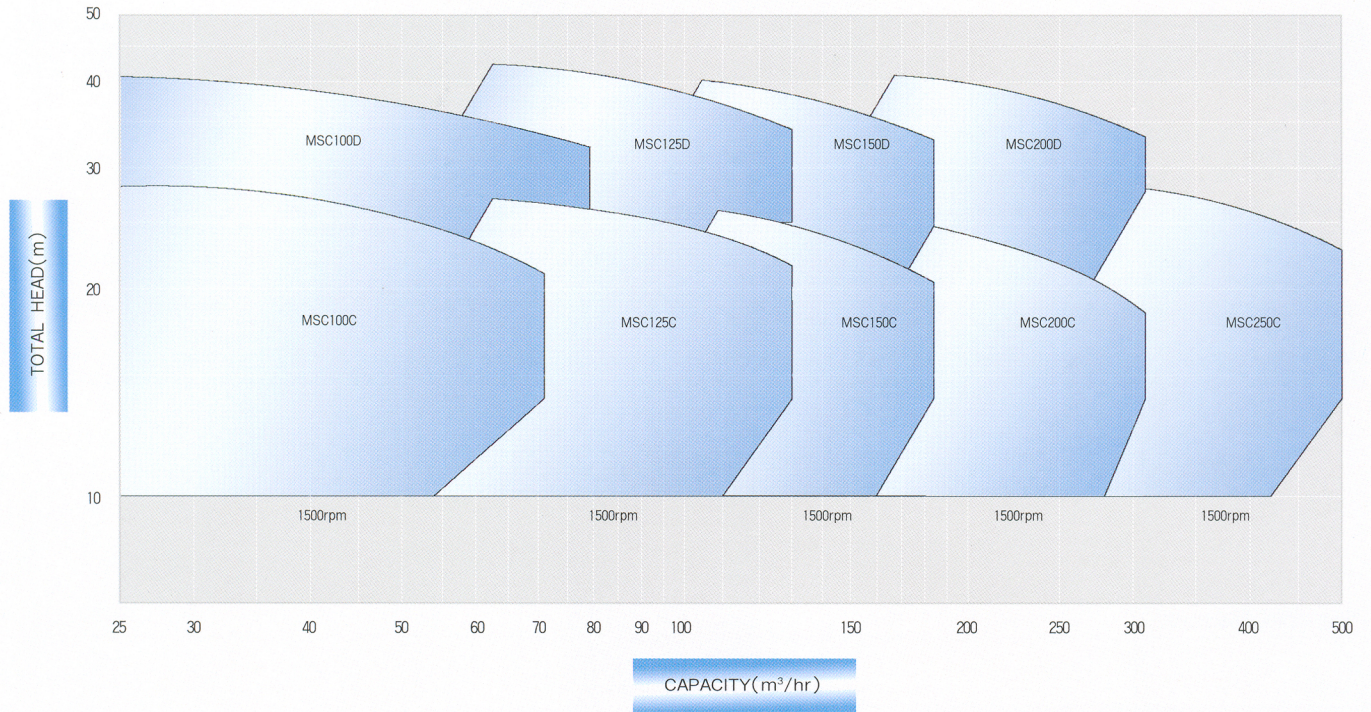 50
40
30
20
10
TOTAL HEAD(m)
MSC100D
MSC125D
MSC150D
MSC200D
MSC100C
MSC125C
MSC150C
MSC200C
MSC250C
1500rpm 1500rpm 1500rpm 1500rpm 1500rpm
25 30 40 50 60 70 80 90 100 150 200 250 300 400 500
CAPACITY(m³/hr)